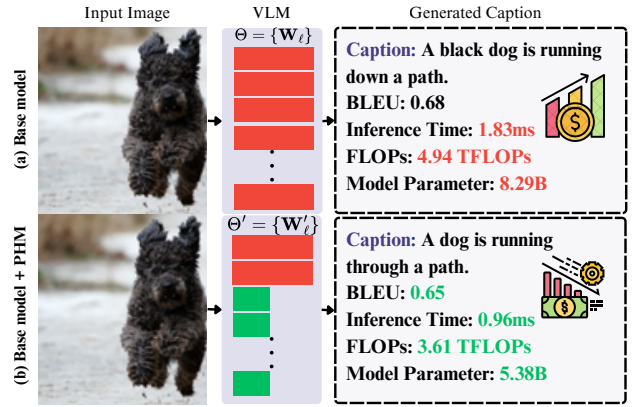 Input Image
VLM
Generated Caption
(a) Base model
Θ = {W_ℓ}
Caption: A black dog is running
down a path.
BLEU: 0.68
Inference Time: 1.83ms
FLOPs: 4.94 TFLOPs
Model Parameter: 8.29B
$
(b) Base model + PHM
Θ′ = {W′_ℓ}
Caption: A dog is running
through a path.
BLEU: 0.65
Inference Time: 0.96ms
FLOPs: 3.61 TFLOPs
Model Parameter: 5.38B
$